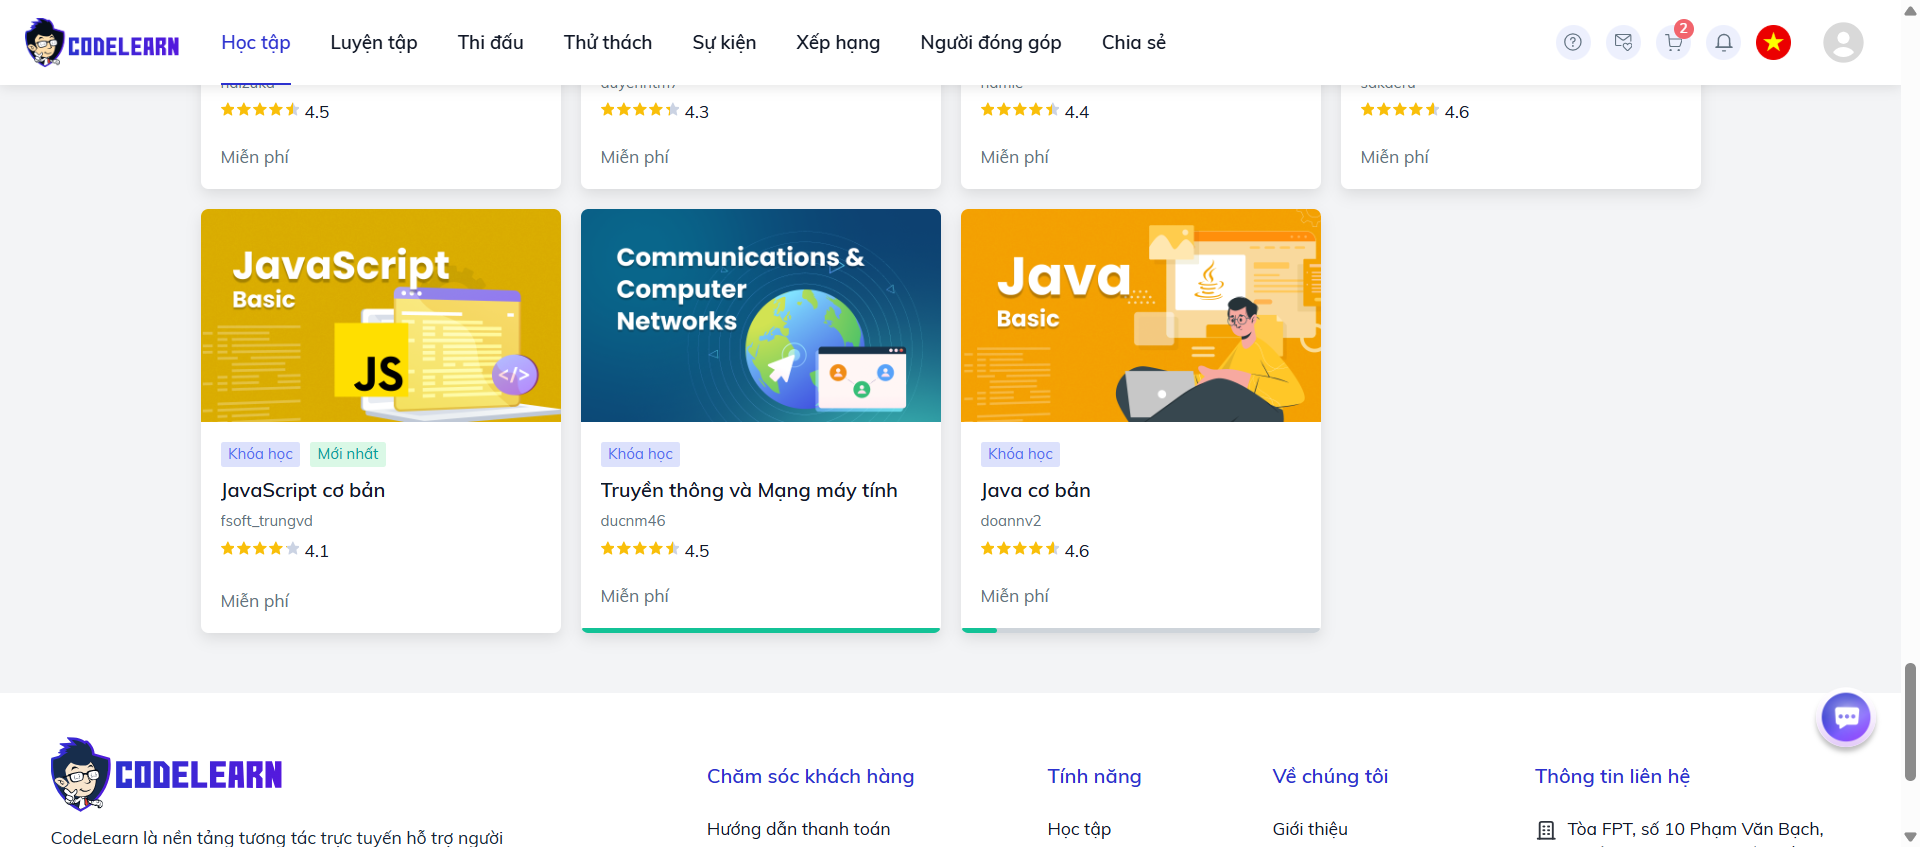 CODELEARN
Học tập
Luyện tập
Thi đấu
Thử thách
Sự kiện
Xếp hạng
Người đóng góp
Chia sẻ
2
4.5
4.3
4.4
4.6
Miễn phí
Miễn phí
Miễn phí
Miễn phí
JavaScript
Basic
JS
</>
Communications &
Computer
Networks
Java
Basic
Khóa học
Mới nhất
JavaScript cơ bản
fsoft_trungvd
4.1
Miễn phí
Khóa học
Truyền thông và Mạng máy tính
ducnm46
4.5
Miễn phí
Khóa học
Java cơ bản
doannv2
4.6
Miễn phí
CODELEARN
CodeLearn là nền tảng tương tác trực tuyến hỗ trợ người
Chăm sóc khách hàng
Hướng dẫn thanh toán
Tính năng
Học tập
Về chúng tôi
Giới thiệu
Thông tin liên hệ
Tòa FPT, số 10 Phạm Văn Bạch,